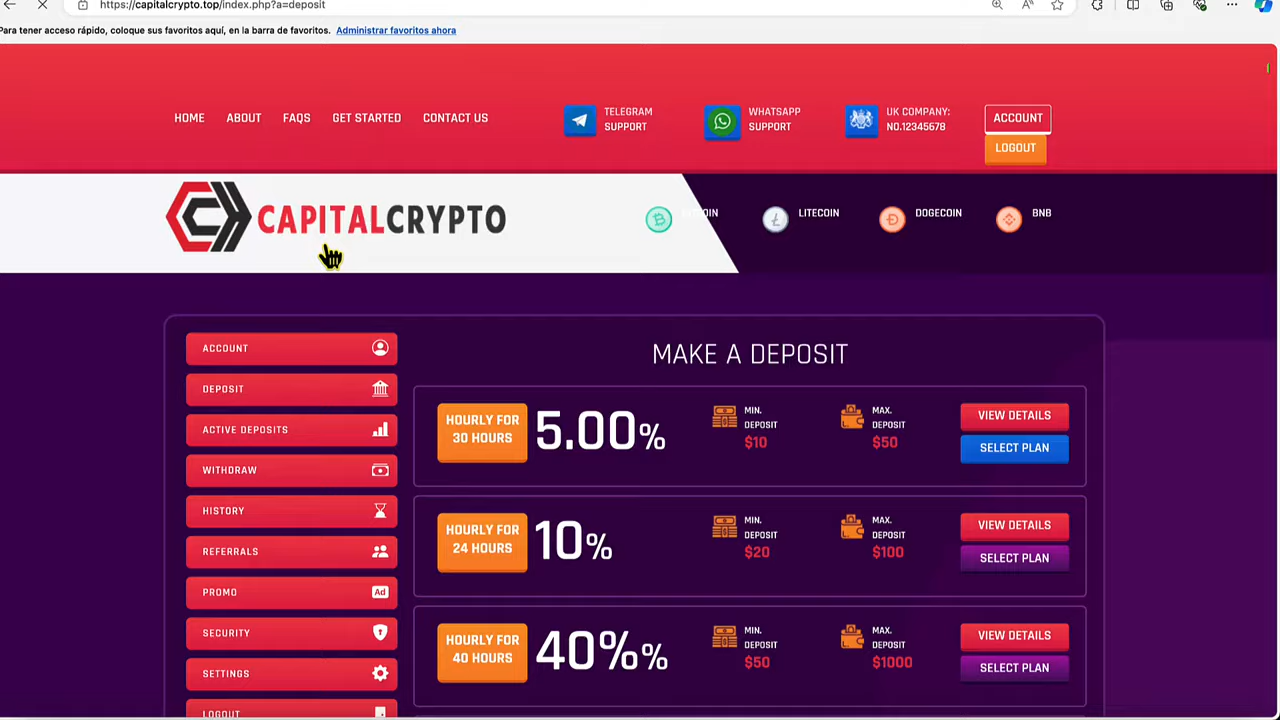 https://capitalcrypto.top/index.php?a=deposit
Para tener acceso rápido, coloque sus favoritos aquí, en la barra de favoritos. Administrar favoritos ahora
HOME ABOUT FAQS GET STARTED CONTACT US
TELEGRAM SUPPORT
WHATSAPP SUPPORT
UK COMPANY: NO.12345678
ACCOUNT
LOGOUT
CAPITALCRYPTO
LITECOIN DOGECOIN BNB
ACCOUNT
DEPOSIT
ACTIVE DEPOSITS
WITHDRAW
HISTORY
REFERRALS
PROMO Ad
SECURITY
SETTINGS
LOGOUT
MAKE A DEPOSIT
HOURLY FOR
30 HOURS
5.00%
MIN.
DEPOSIT
$10
MAX.
DEPOSIT
$50
VIEW DETAILS
SELECT PLAN
HOURLY FOR
24 HOURS
10%
MIN.
DEPOSIT
$20
MAX.
DEPOSIT
$100
VIEW DETAILS
SELECT PLAN
HOURLY FOR
40 HOURS
40%%
MIN.
DEPOSIT
$50
MAX.
DEPOSIT
$1000
VIEW DETAILS
SELECT PLAN